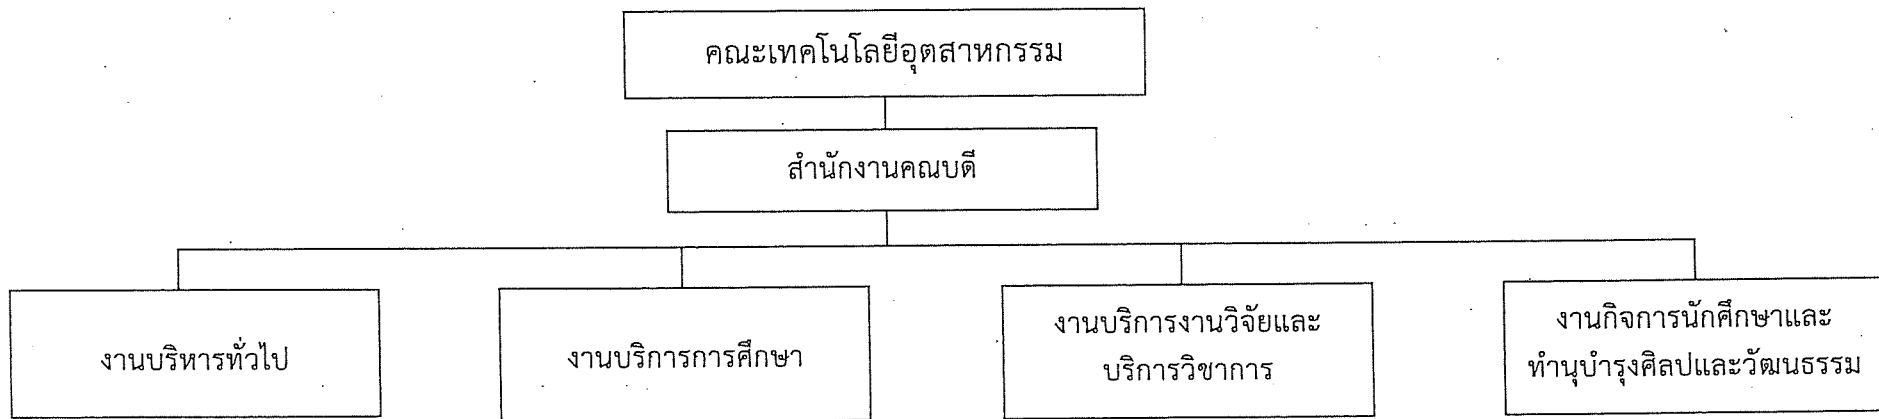 คณะเทคโนโลยีอุตสาหกรรม
สำนักงานคณบดี
งานบริหารทั่วไป
งานบริการการศึกษา
งานบริการงานวิจัยและ
บริการวิชาการ
งานกิจการนักศึกษาและ
ทำนุบำรุงศิลปและวัฒนธรรม